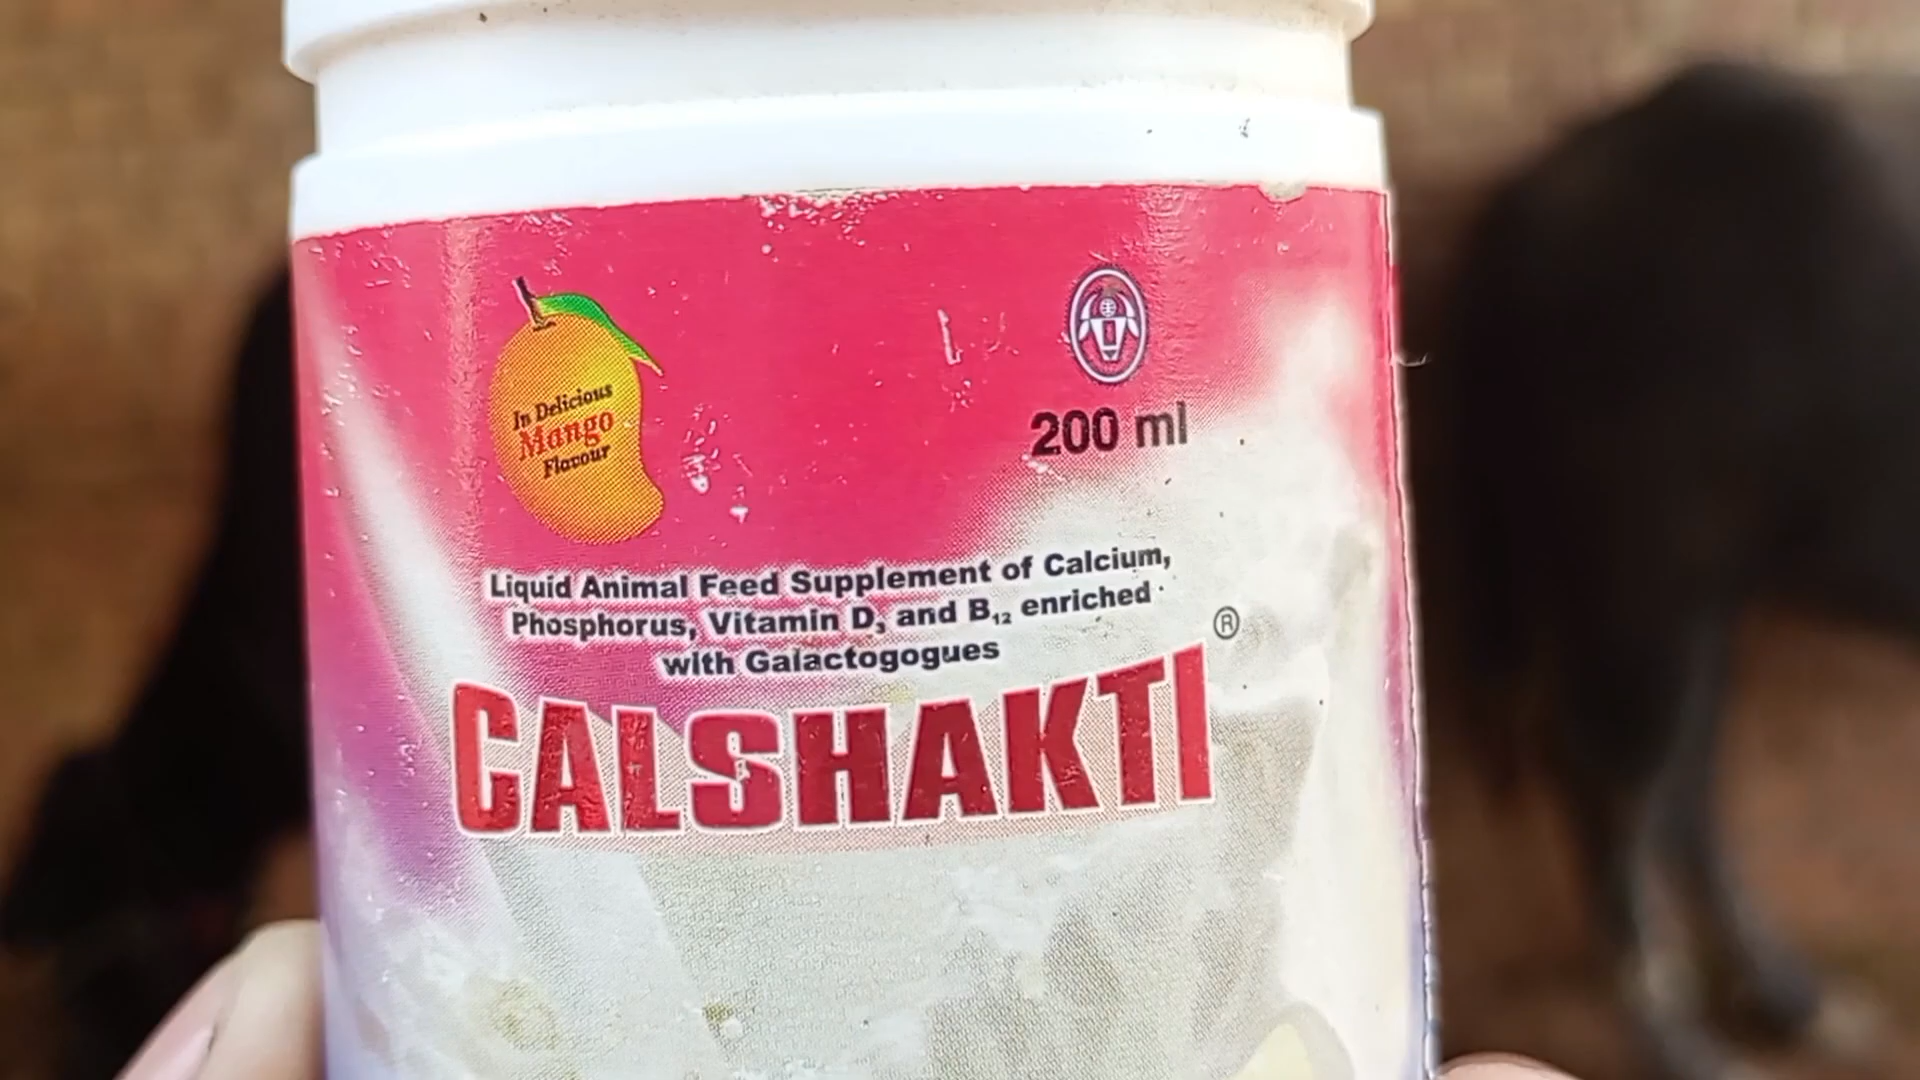 In Delicious
Mango
Flavour
200 ml
Liquid Animal Feed Supplement of Calcium,
Phosphorus, Vitamin D₃ and B₁₂ enriched
with Galactogogues
CALSHAKTI®